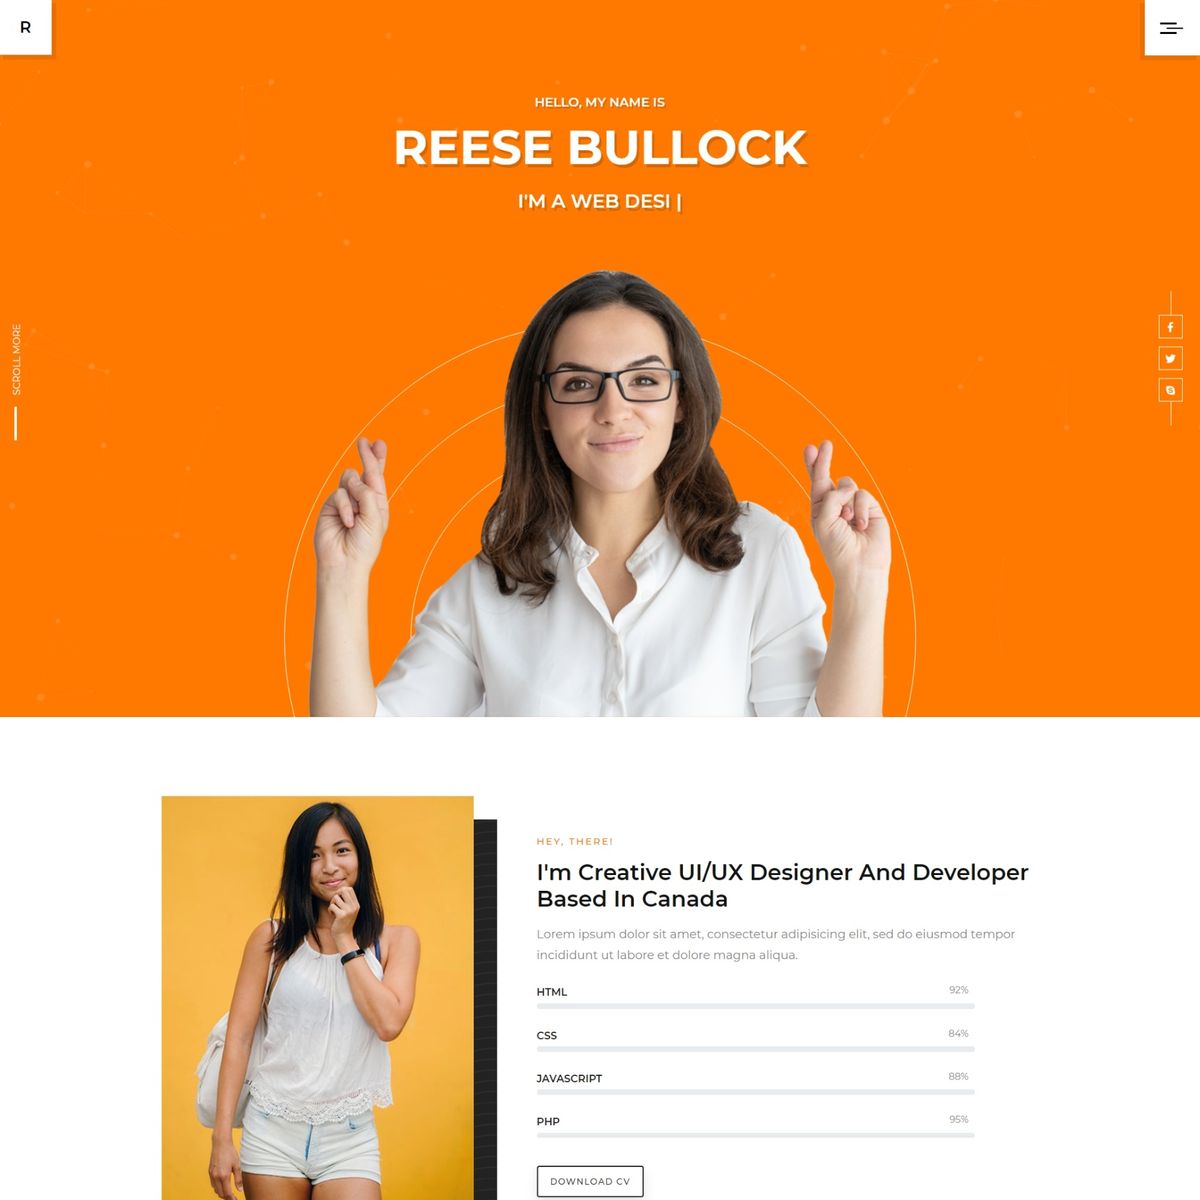 R
HELLO, MY NAME IS
REESE BULLOCK
I'M A WEB DESI |
SCROLL MORE
HEY, THERE!
I'm Creative UI/UX Designer And Developer
Based In Canada
Lorem ipsum dolor sit amet, consectetur adipisicing elit, sed do eiusmod tempor
incididunt ut labore et dolore magna aliqua.
HTML 92%
CSS 84%
JAVASCRIPT 88%
PHP 95%
DOWNLOAD CV